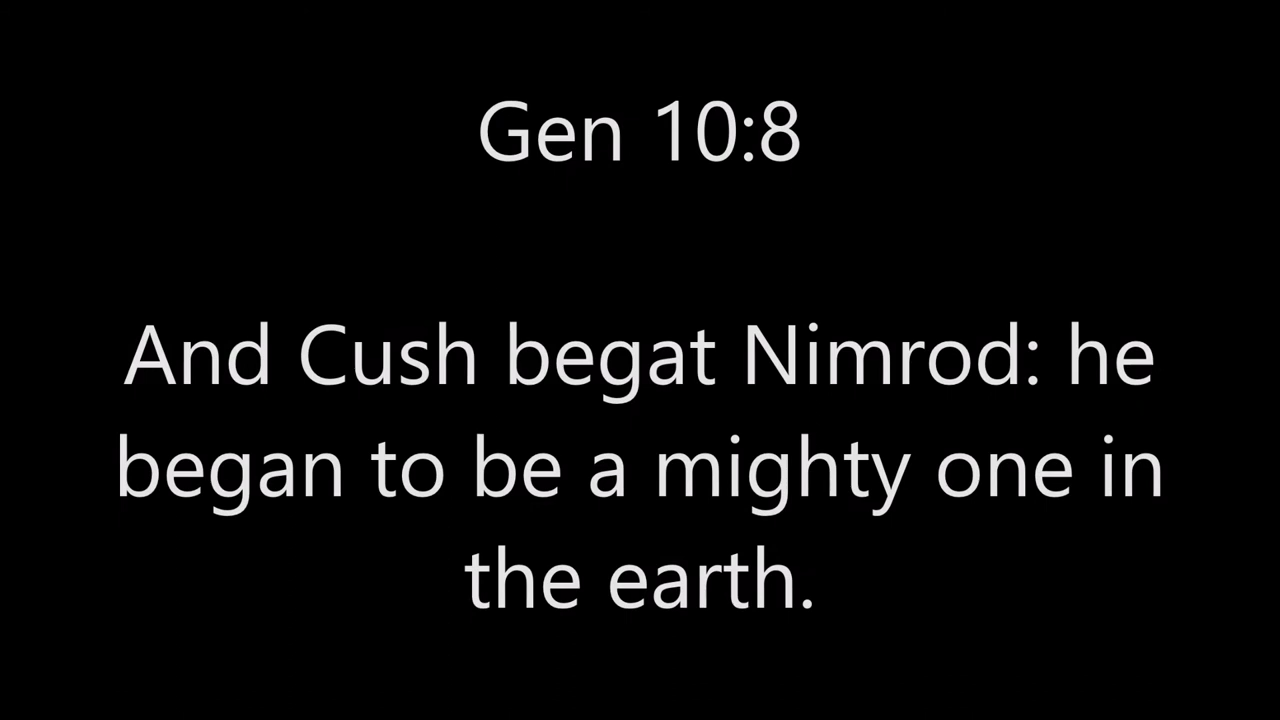 Gen 10:8
And Cush begat Nimrod: he
began to be a mighty one in
the earth.